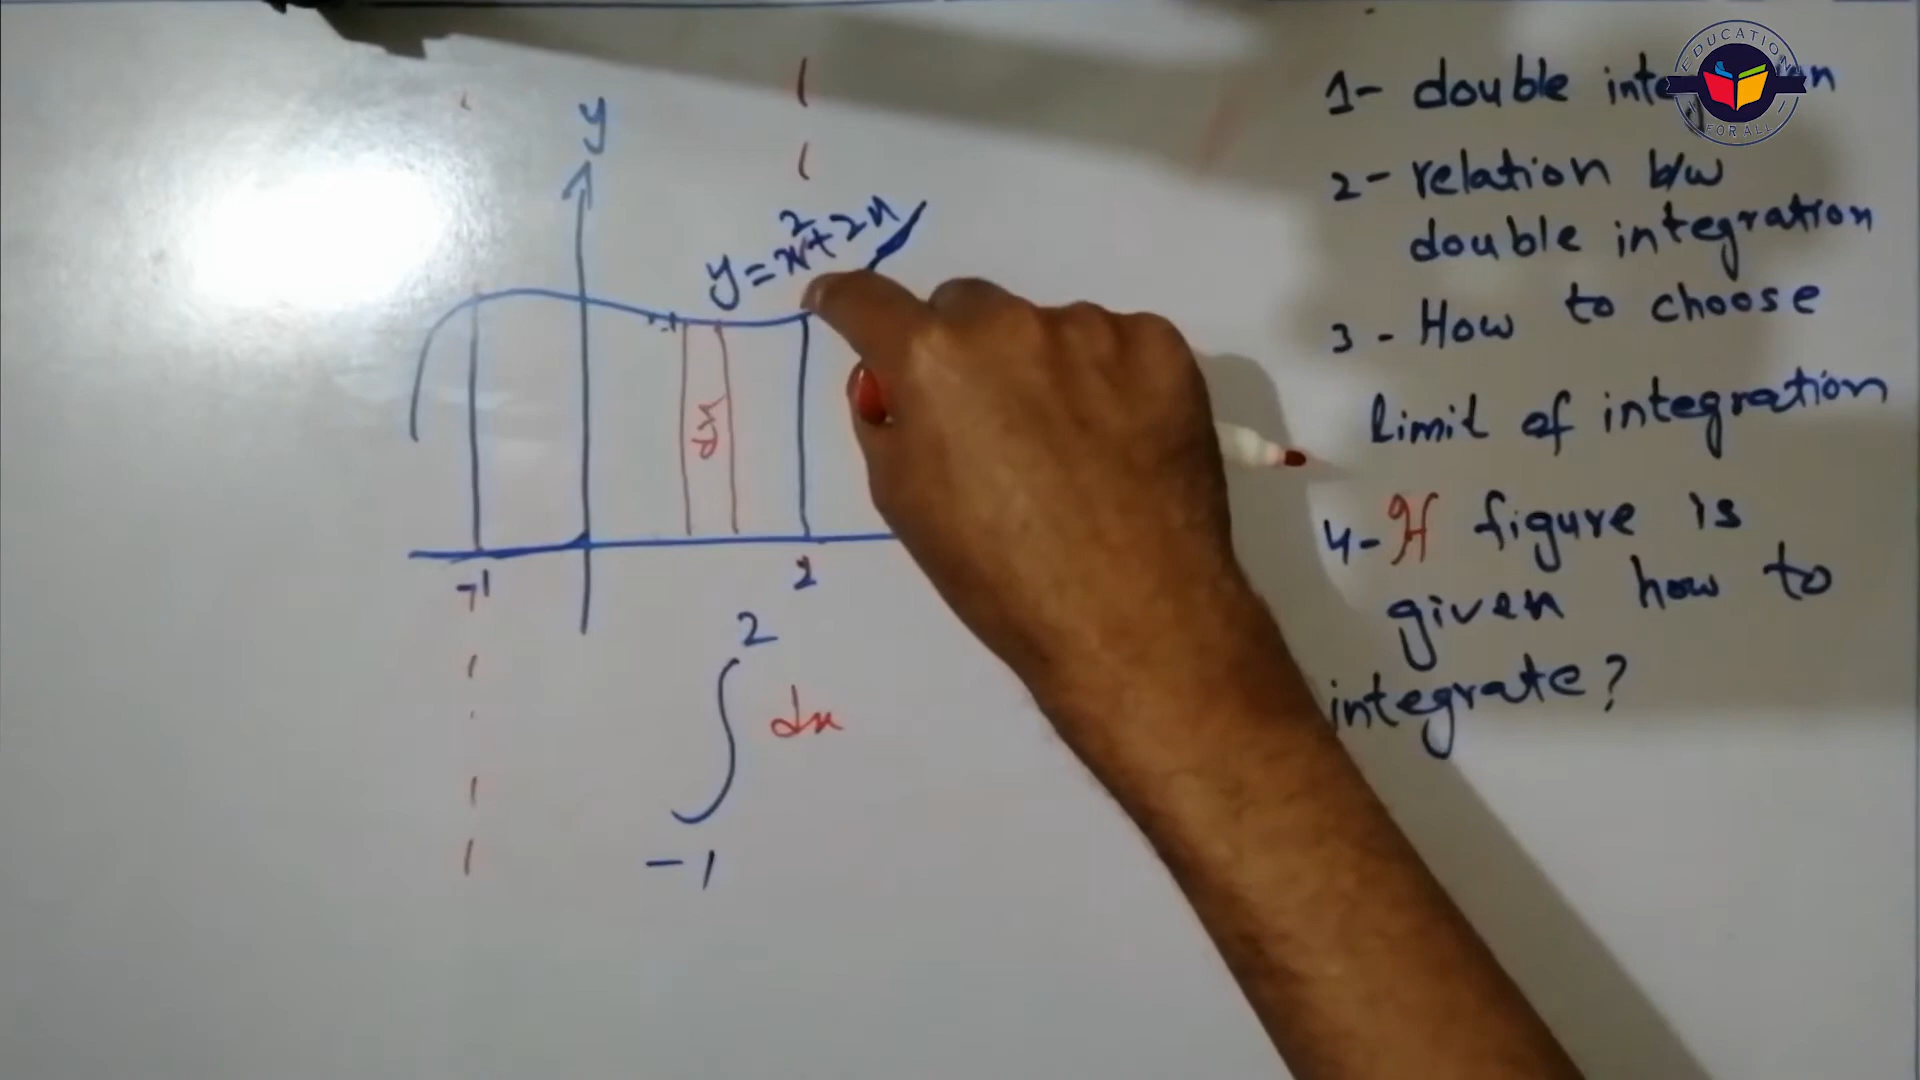 y
y = x² + 2x
dx
-1
2
2
dx
-1
1- double
2- relation b/w
double integration
3 - How to choose
limit of integration
4- If figure is
given how to
integrate?
EDUCATION
FOR ALL